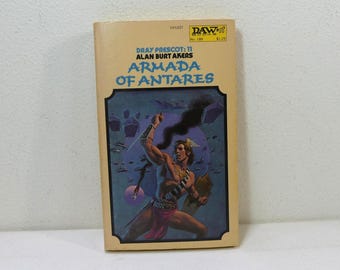 DAW
DRAY PRESCOT: 11
ALAN BURT AKERS
ARMADA
OF ANTARES